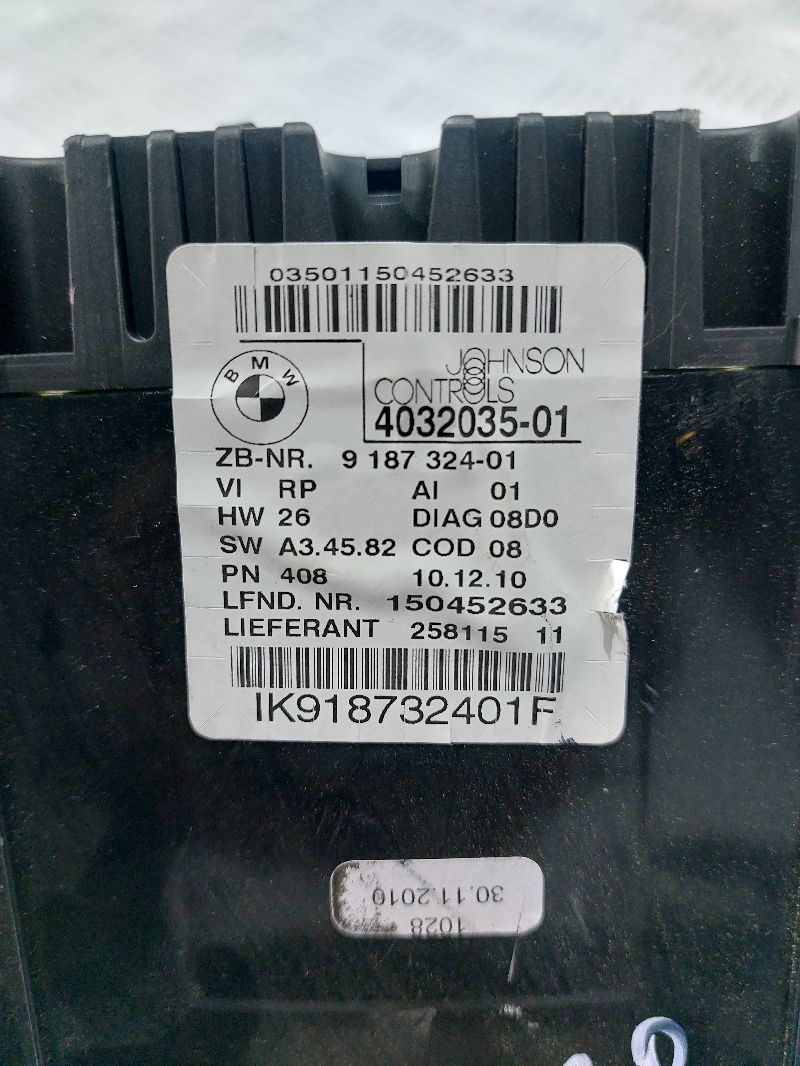 03501150452633
BMW
JOHNSON
CONTROLS
4032035-01
ZB-NR. 9 187 324-01
VI RP AI 01
HW 26 DIAG 08D0
SW A3.45.82 COD 08
PN 408 10.12.10
LFND. NR. 150452633
LIEFERANT 258115 11
IK918732401F
1028
30.11.2010